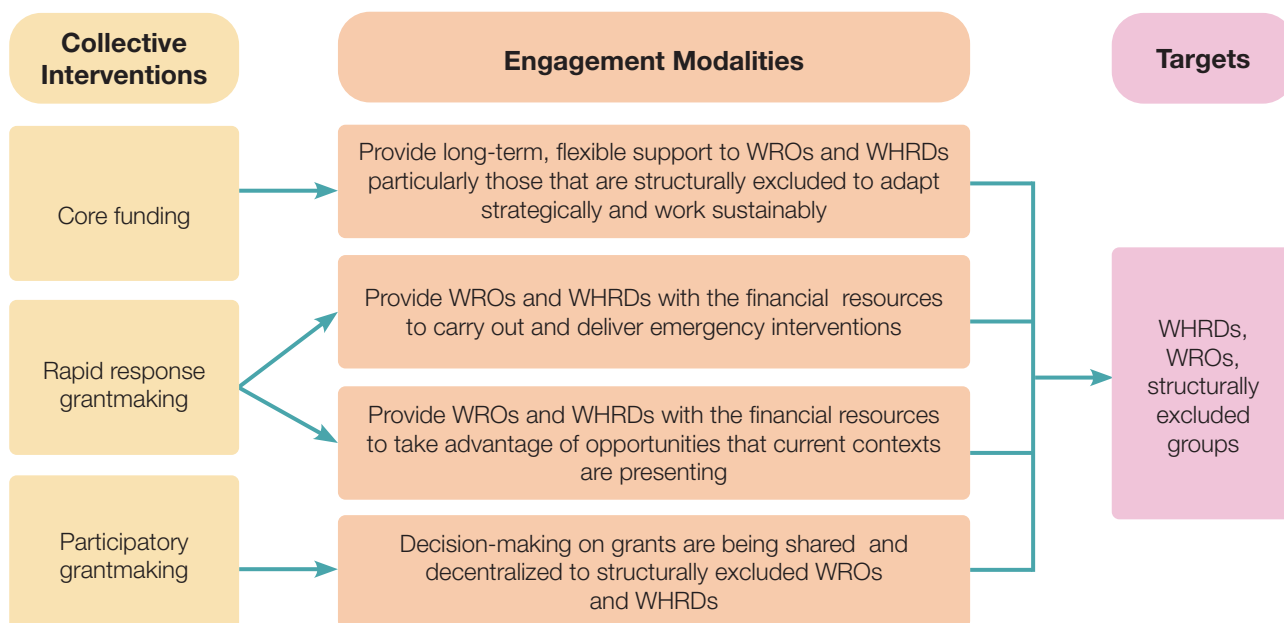 Collective
Interventions
Engagement Modalities
Targets
Core funding
Provide long-term, flexible support to WROs and WHRDs
particularly those that are structurally excluded to adapt
strategically and work sustainably
Rapid response
grantmaking
Provide WROs and WHRDs with the financial resources
to carry out and deliver emergency interventions
Provide WROs and WHRDs with the financial resources
to take advantage of opportunities that current contexts
are presenting
Participatory
grantmaking
Decision-making on grants are being shared and
decentralized to structurally excluded WROs
and WHRDs
WHRDs,
WROs,
structurally
excluded
groups